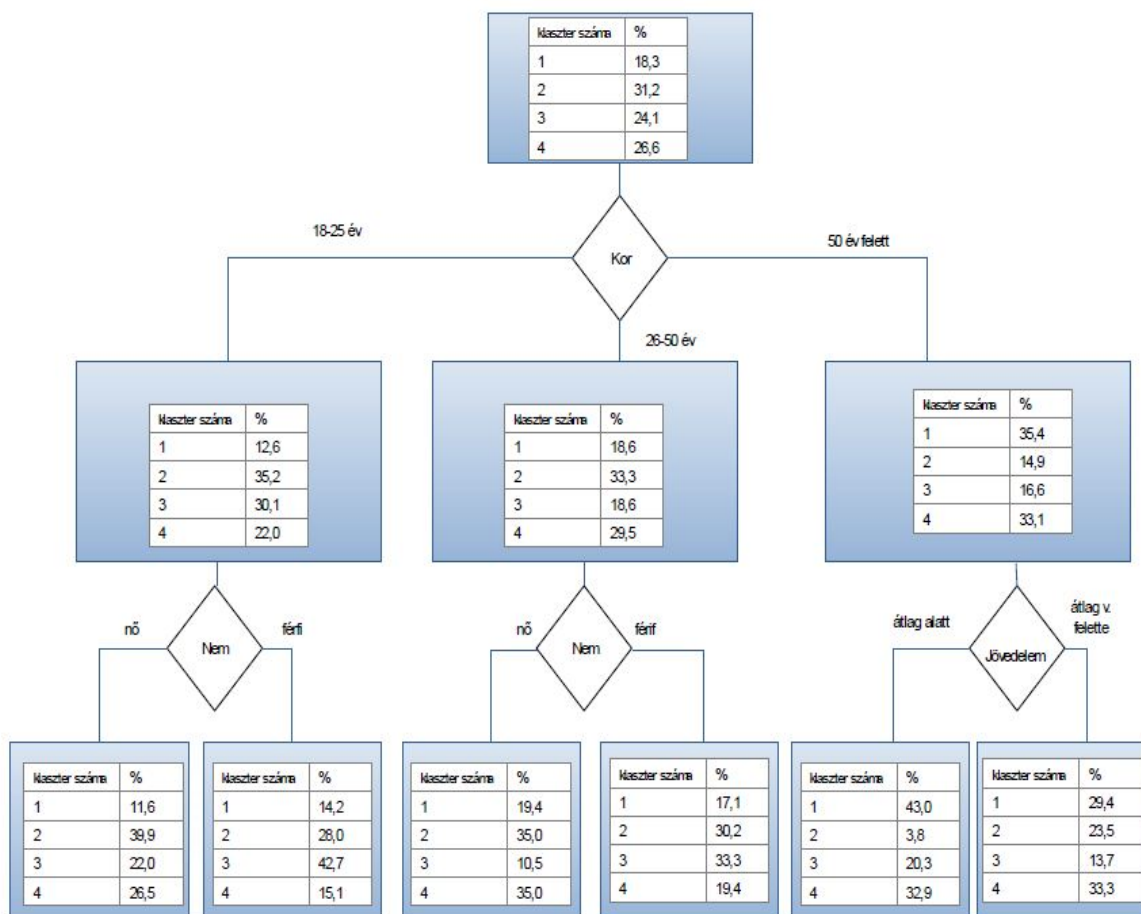 klaszter száma %
1 18,3
2 31,2
3 24,1
4 26,6
18-25 év
50 év felett
Kor
26-50 év
klaszter száma %
1 12,6
2 35,2
3 30,1
4 22,0
klaszter száma %
1 18,6
2 33,3
3 18,6
4 29,5
klaszter száma %
1 35,4
2 14,9
3 16,6
4 33,1
nő
Nem
férfi
nő
Nem
férif
átlag alatt
Jövedelem
átlag v.
felette
klaszter száma %
1 11,6
2 39,9
3 22,0
4 26,5
klaszter száma %
1 14,2
2 28,0
3 42,7
4 15,1
klaszter száma %
1 19,4
2 35,0
3 10,5
4 35,0
klaszter száma %
1 17,1
2 30,2
3 33,3
4 19,4
klaszter száma %
1 43,0
2 3,8
3 20,3
4 32,9
klaszter száma %
1 29,4
2 23,5
3 13,7
4 33,3